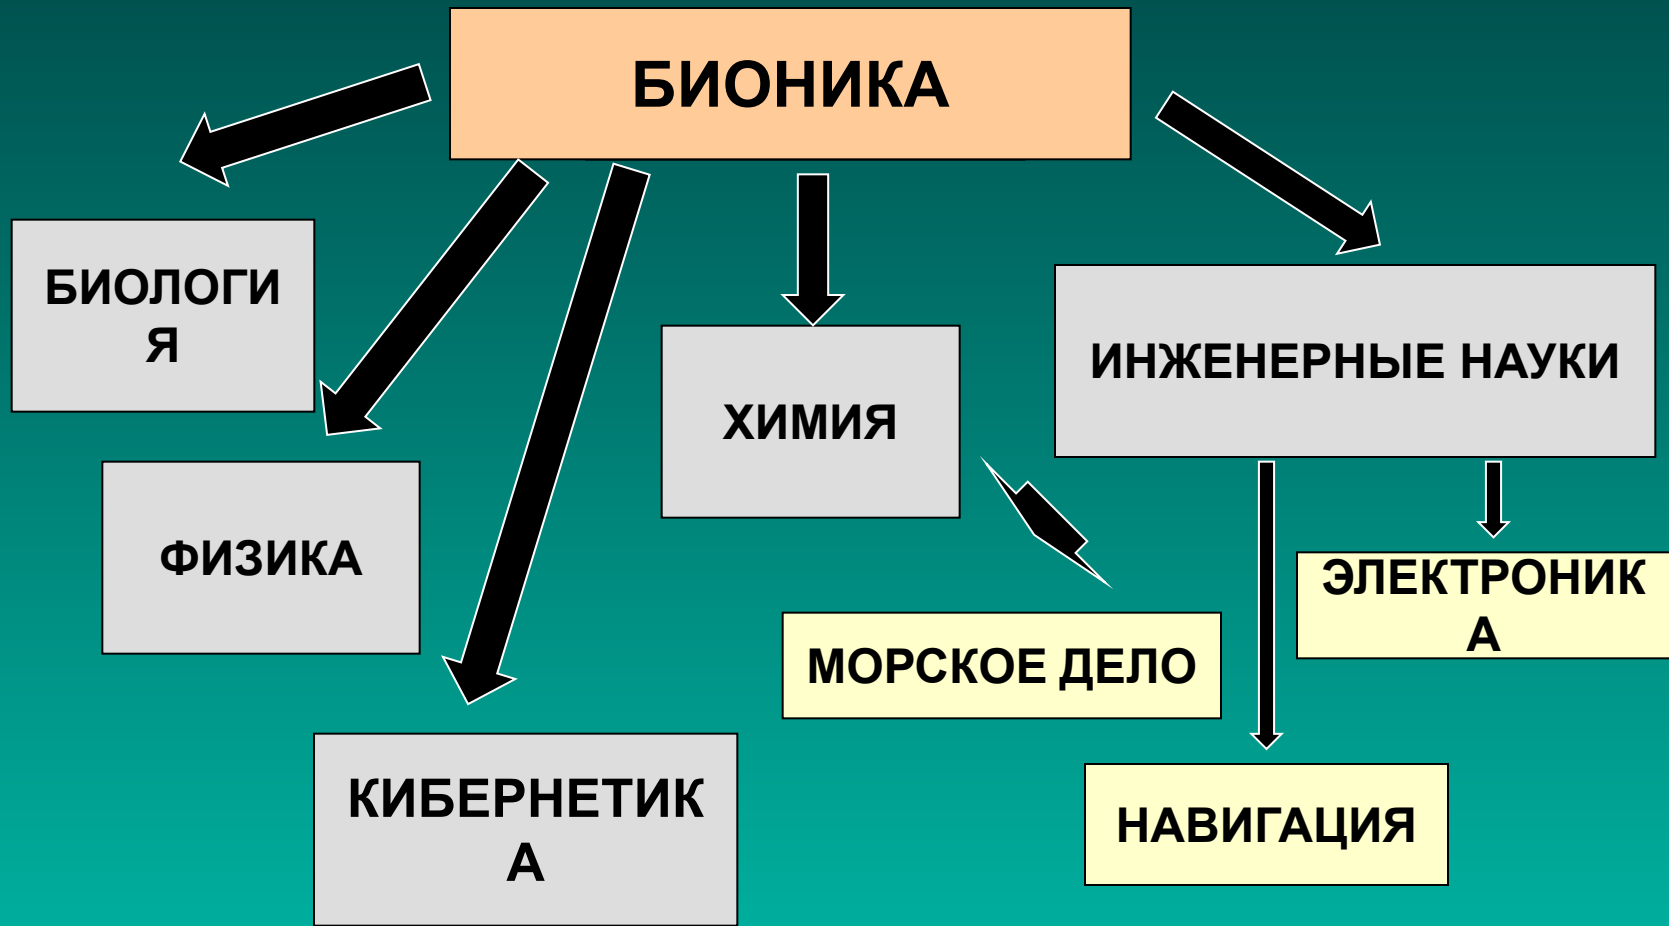 БИОНИКА
БИОЛОГИ
Я
ИНЖЕНЕРНЫЕ НАУКИ
ХИМИЯ
ФИЗИКА
ЭЛЕКТРОНИК
А
МОРСКОЕ ДЕЛО
КИБЕРНЕТИК
А
НАВИГАЦИЯ